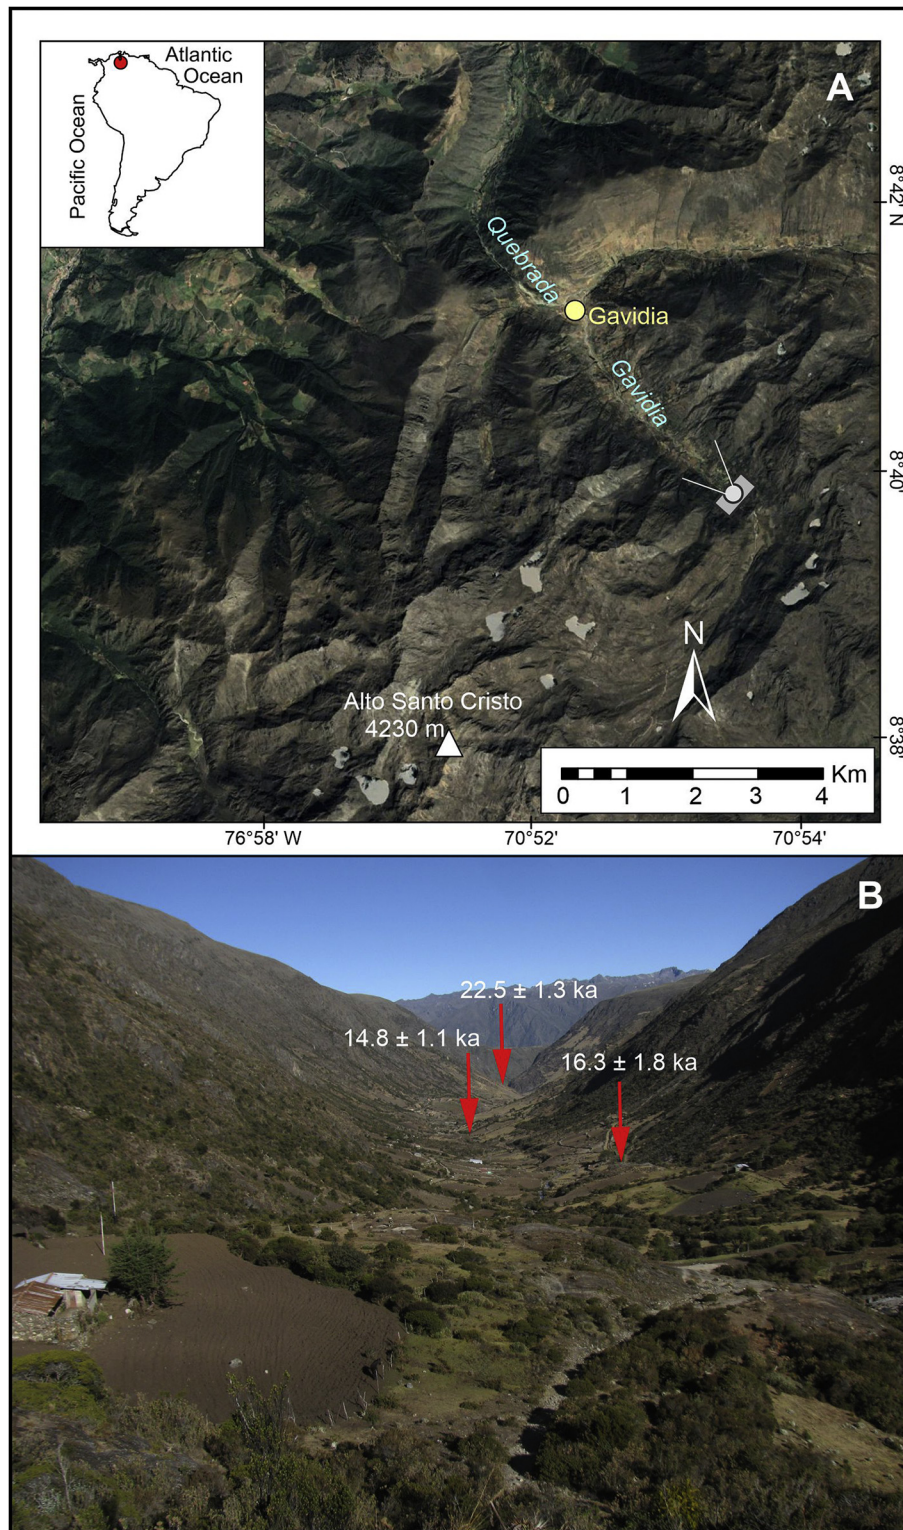 Atlantic
Ocean
Pacific Ocean
A
8°42' N
Quebrada
Gavidia
Gavidia
8°40'
N
Alto Santo Cristo
4230 m
8°38'
Km
0 1 2 3 4
76°58' W 70°52' 70°54'
B
22.5 ± 1.3 ka
14.8 ± 1.1 ka
16.3 ± 1.8 ka